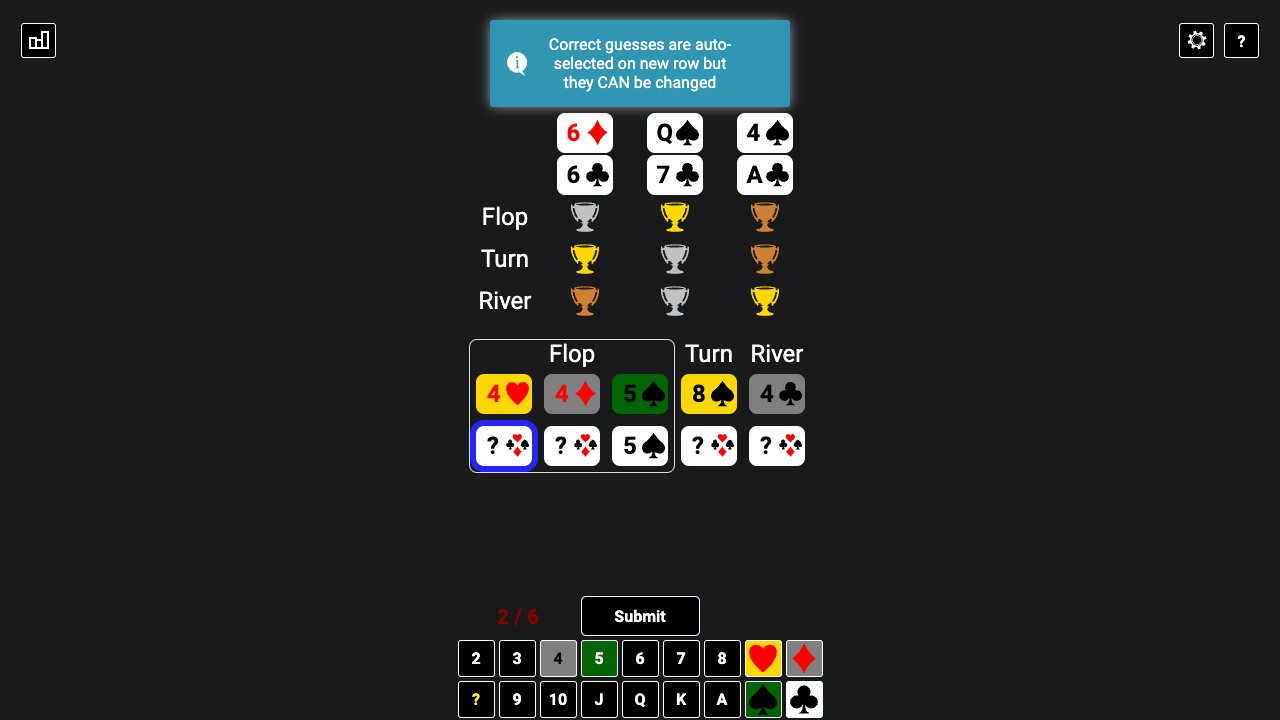 ?
i
Correct guesses are auto-
selected on new row but
they CAN be changed
6 Q 4
6 7 A
Flop
Turn
River
Flop Turn River
4 4 5 8 4
? ? 5 ? ?
2 / 6 Submit
2 3 4 5 6 7 8
? 9 10 J Q K A